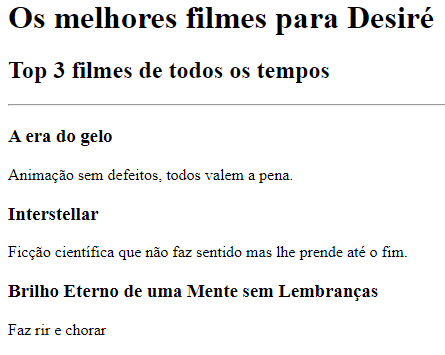 Os melhores filmes para Desiré
Top 3 filmes de todos os tempos
A era do gelo
Animação sem defeitos, todos valem a pena.
Interstellar
Ficção científica que não faz sentido mas lhe prende até o fim.
Brilho Eterno de uma Mente sem Lembranças
Faz rir e chorar